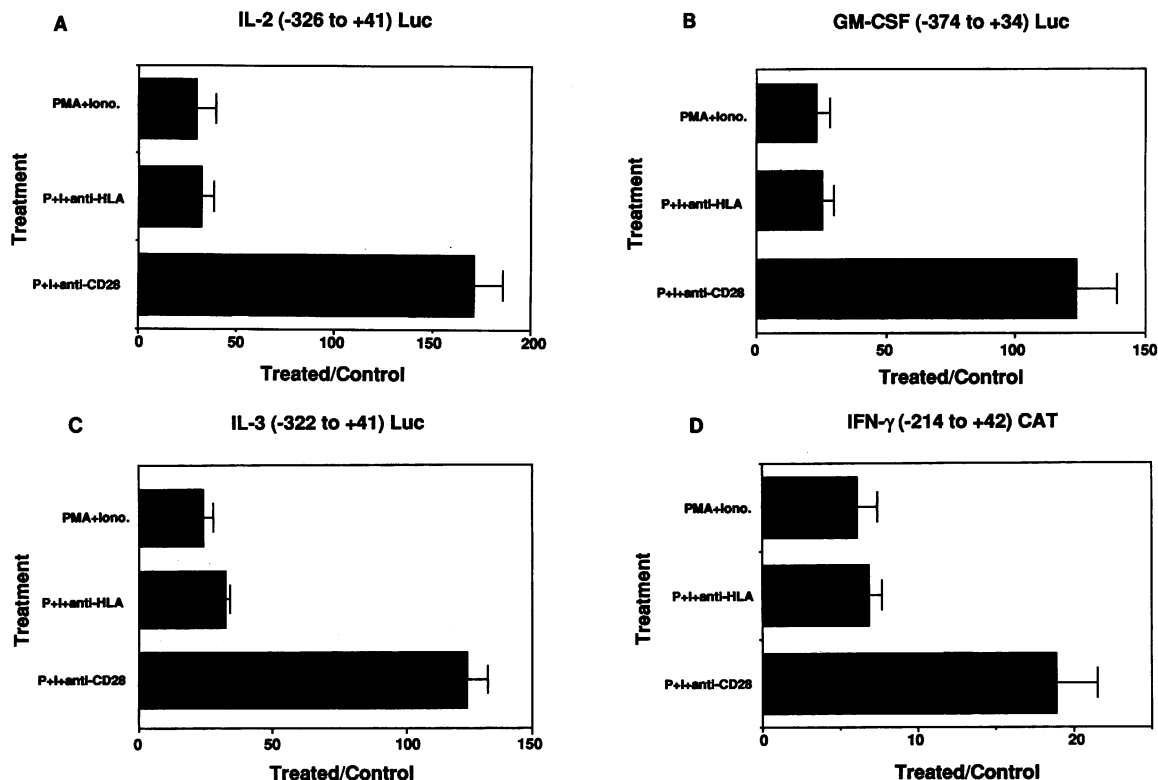 A
IL-2 (-326 to +41) Luc
Treatment
PMA+Iono.
P+I+anti-HLA
P+I+anti-CD28
0 50 100 150 200
Treated/Control
B
GM-CSF (-374 to +34) Luc
Treatment
PMA+Iono.
P+I+anti-HLA
P+I+anti-CD28
0 50 100 150
Treated/Control
C
IL-3 (-322 to +41) Luc
Treatment
PMA+Iono.
P+I+anti-HLA
P+I+anti-CD28
0 50 100 150
Treated/Control
D
IFN-γ (-214 to +42) CAT
Treatment
PMA+Iono.
P+I+anti-HLA
P+I+anti-CD28
0 10 20
Treated/Control